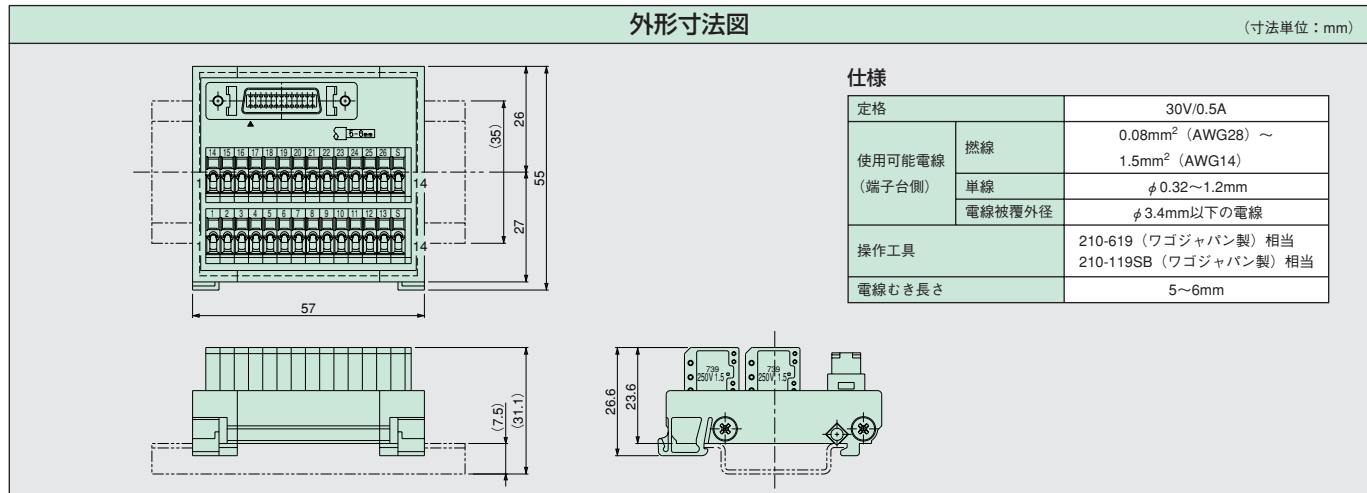 外形寸法図
（寸法単位：mm）
5-6mm
14 15 16 17 18 19 20 21 22 23 24 25 26 S
1 14
1 2 3 4 5 6 7 8 9 10 11 12 13 S
1 14
(35)
26
27
55
57
仕様
定格 30V/0.5A
使用可能電線
（端子台側）
撚線
0.08mm²（AWG28）～
1.5mm²（AWG14）
単線 φ0.32～1.2mm
電線被覆外径 φ3.4mm以下の電線
操作工具
210-619（ワゴジャパン製）相当
210-119SB（ワゴジャパン製）相当
電線むき長さ 5～6mm
(7.5)
(31.1)
26.6
23.6
739
250V 1.5
739
250V 1.5